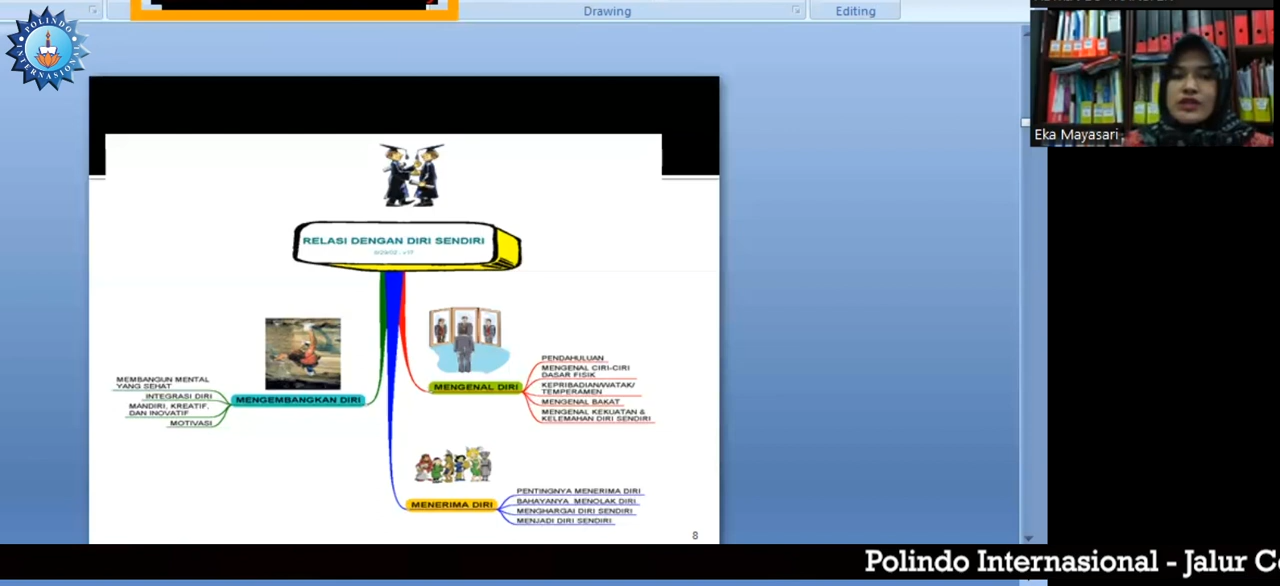 Drawing
Editing
POLINDO
INTERNASIONAL
Eka Mayasari
RELASI DENGAN DIRI SENDIRI
MENGENAL DIRI
PENDAHULUAN
MENGENAL CIRI-CIRI
DASAR FISIK
KEPRIBADIAN/WATAK/
TEMPERAMEN
MENGENAL BAKAT
MENGENAL KEKUATAN &
KELEMAHAN DIRI SENDIRI
MENGEMBANGKAN DIRI
MEMBANGUN MENTAL
YANG SEHAT
INTEGRASI DIRI
MANDIRI, KREATIF,
DAN INOVATIF
MOTIVASI
MENERIMA DIRI
PENTINGNYA MENERIMA DIRI
BAHAYANYA MENOLAK DIRI
MENGHARGAI DIRI SENDIRI
MENJADI DIRI SENDIRI
8
Polindo Internasional - Jalur